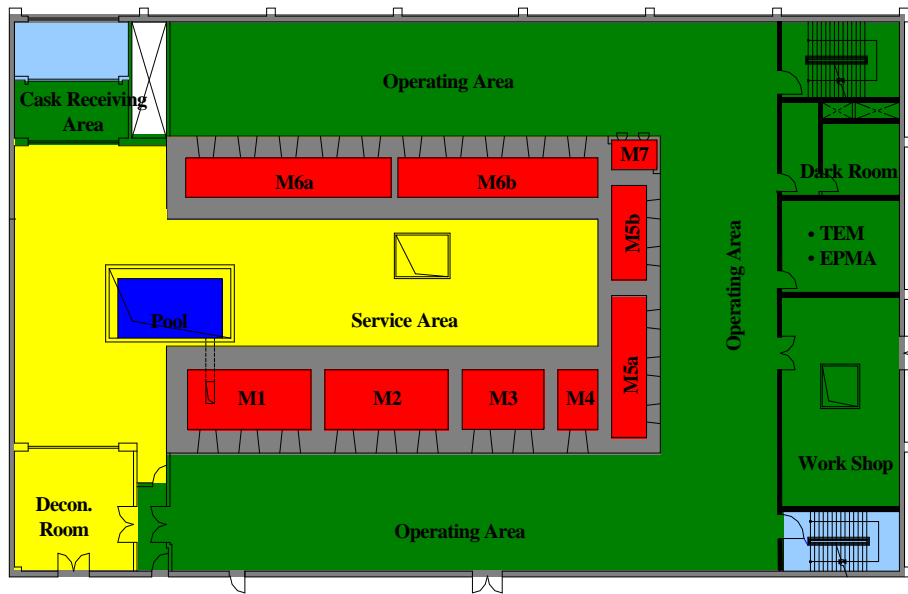 Operating Area
Cask Receiving
Area
M7
Dark Room
M6a
M6b
M5b
• TEM
• EPMA
Operating Area
Pool
Service Area
M5a
M1
M2
M3
M4
Work Shop
Decon.
Room
Operating Area